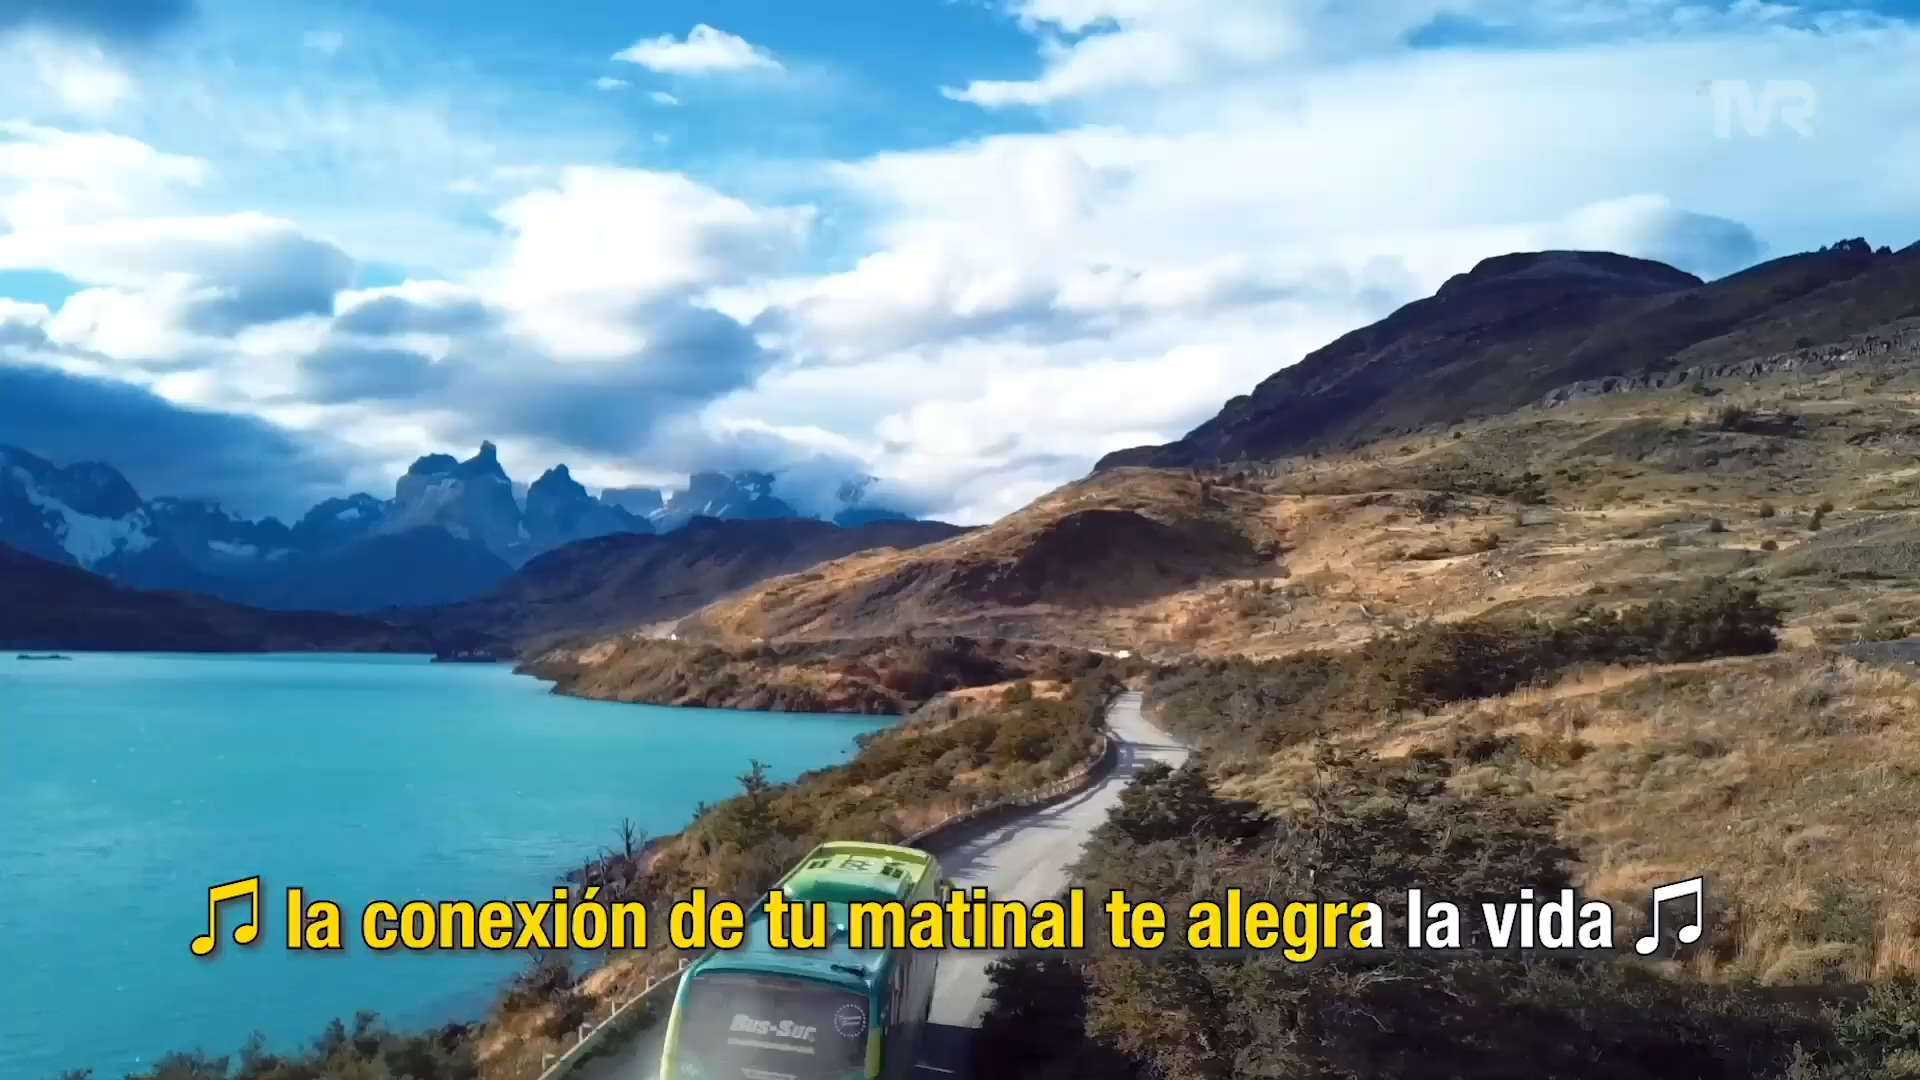 TVR
♫ la conexión de tu matinal te alegra la vida ♫
Bus-Sur